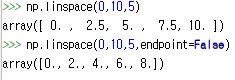 >>> np.linspace(0,10,5)
array([ 0. ,  2.5,  5. ,  7.5, 10. ])
>>> np.linspace(0,10,5,endpoint=False)
array([0., 2., 4., 6., 8.])